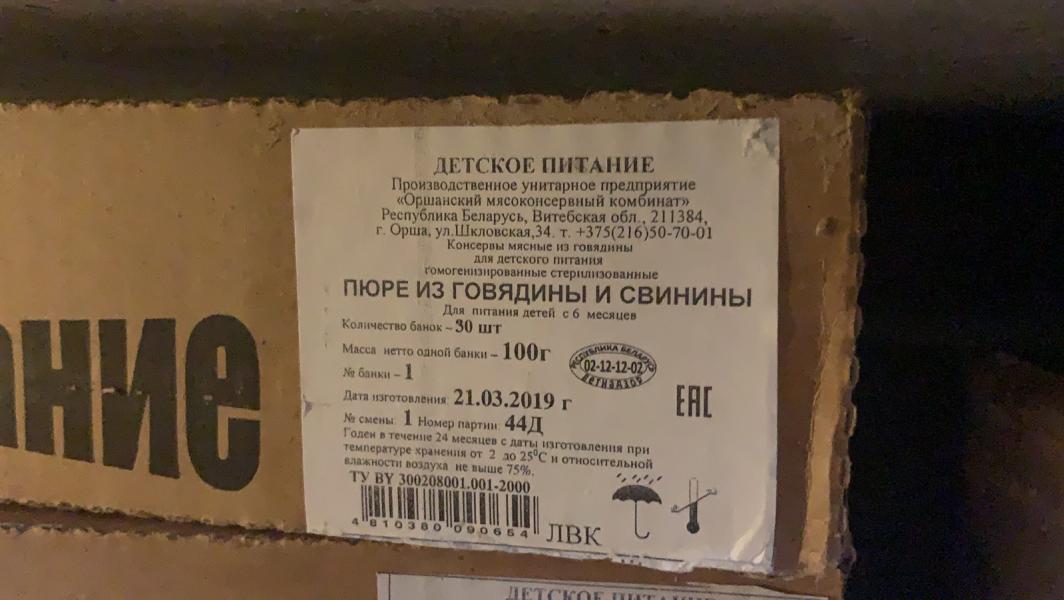 ание
ДЕТСКОЕ ПИТАНИЕ
Производственное унитарное предприятие
«Оршанский мясоконсервный комбинат»
Республика Беларусь, Витебская обл., 211384,
г. Орша, ул.Шкловская,34. т. +375(216)50-70-01
Консервы мясные из говядины
для детского питания
гомогенизированные стерилизованные
ПЮРЕ ИЗ ГОВЯДИНЫ И СВИНИНЫ
Для питания детей с 6 месяцев
Количество банок – 30 шт
Масса нетто одной банки – 100г
№ банки – 1
РЕСПУБЛИКА БЕЛАРУСЬ
02-12-12-02
ВЕТНАДЗОР
ЕАС
Дата изготовления 21.03.2019 г
№ смены 1 Номер партии 44Д
Годен в течение 24 месяцев с даты изготовления при
температуре хранения от 2 до 25⁰С и относительной
влажности воздуха не выше 75%.
ТУ BY 300208001.001-2000
4 810380 090654
ЛВК
ДЕТСКОЕ ПИТАНИЕ